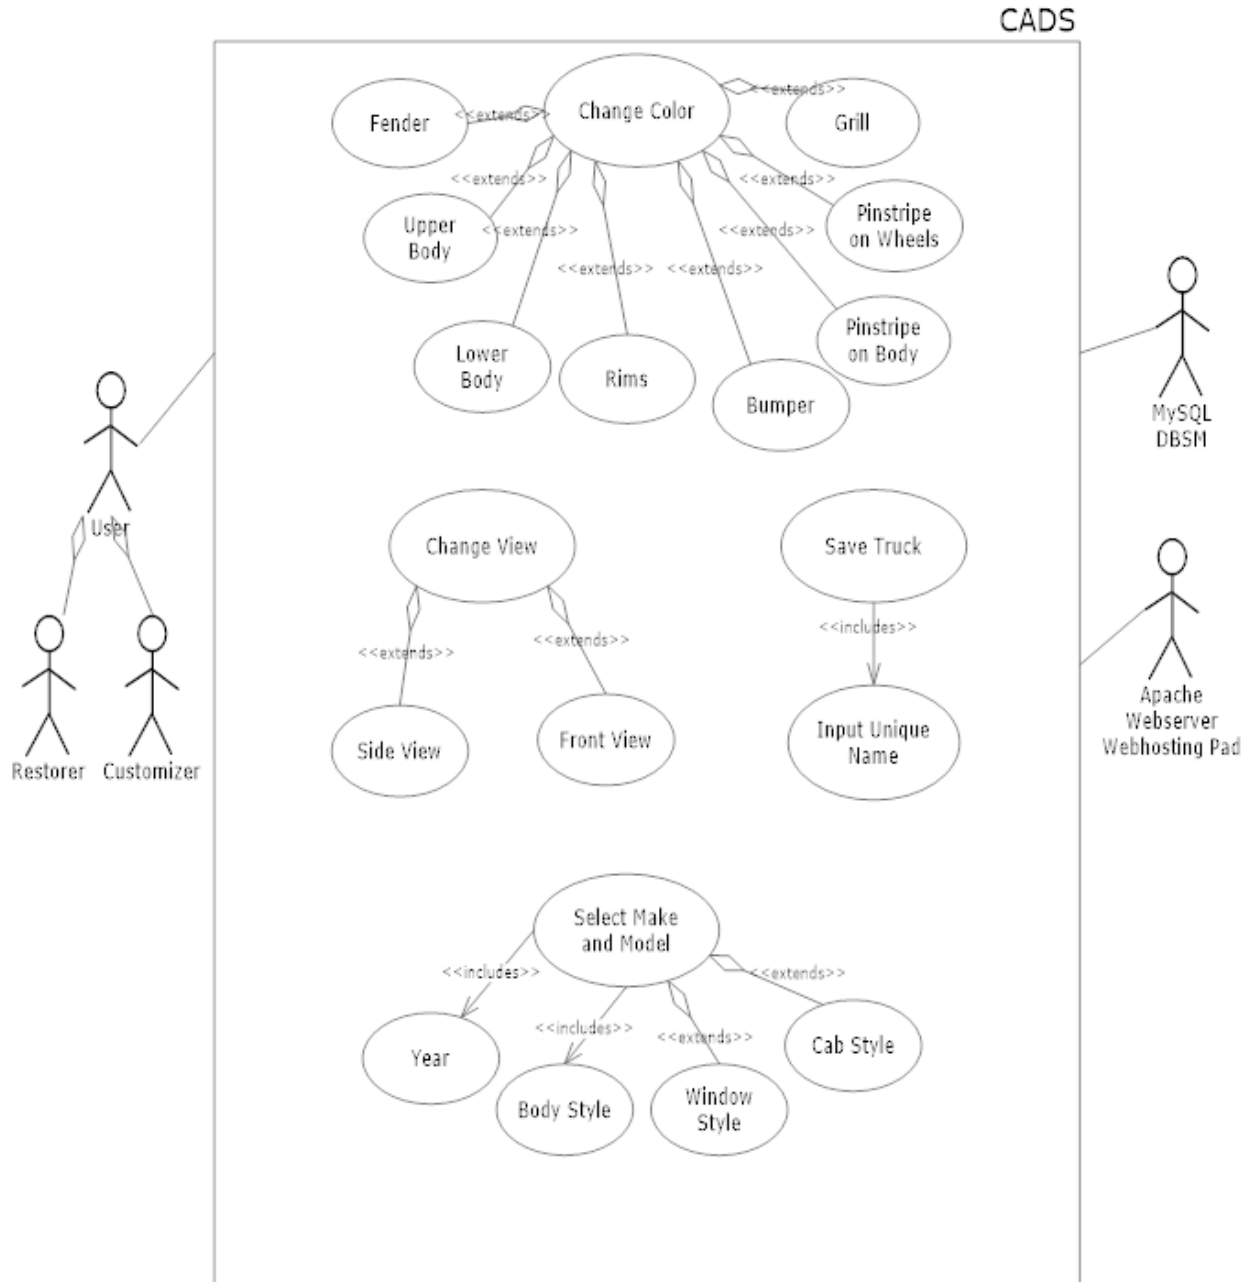 CADS
<<extends>>
<<extends>>
Change Color
Fender
Grill
<<extends>>
<<extends>>
Upper
Body
<<extends>>
<<extends>>
Pinstripe
on Wheels
<<extends>>
<<extends>>
Lower
Body
Rims
Bumper
Pinstripe
on Body
MySQL
DBSM
User
Change View
Save Truck
<<extends>>
<<extends>>
<<includes>>
Side View
Front View
Input Unique
Name
Restorer
Customizer
Apache
Webserver
Webhosting Pad
Select Make
and Model
<<includes>>
<<includes>>
<<extends>>
<<extends>>
Year
Body Style
Window
Style
Cab Style